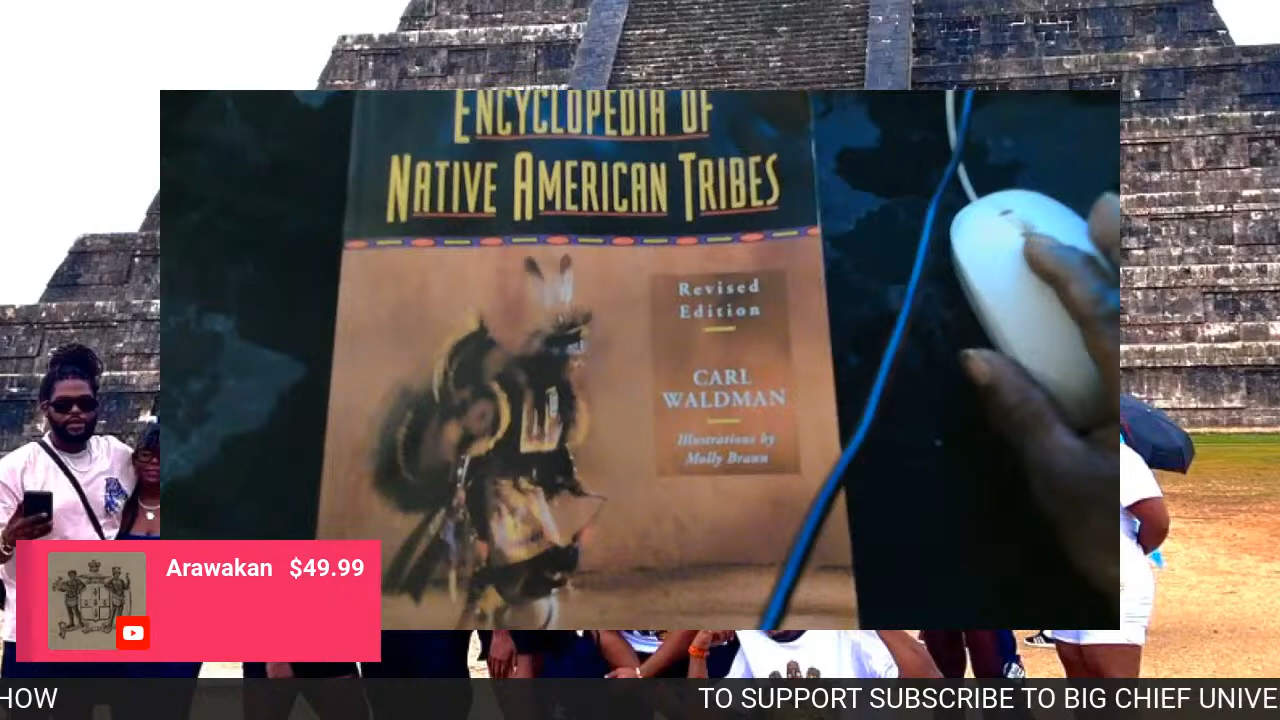 ENCYCLOPEDIA OF
NATIVE AMERICAN TRIBES
Revised
Edition
CARL
WALDMAN
Illustrations by
Molly Braun
Arawakan $49.99
HOW TO SUPPORT SUBSCRIBE TO BIG CHIEF UNIVE